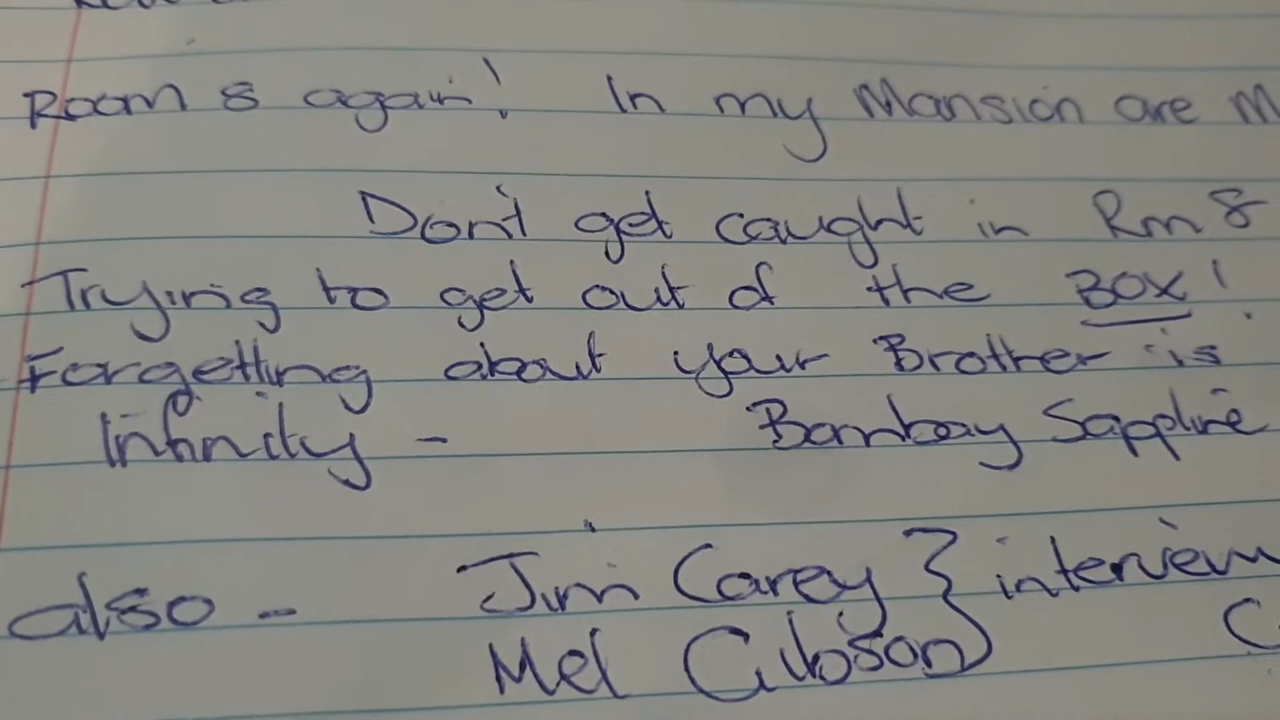 Room 8 again! In my Mansion are M
Don't get caught in Rm 8
Trying to get out of the BOX!
Forgetting about your Brother is
Infinity - Bombay Sapphire
also - Jim Carey } interview
Mel Gibson C